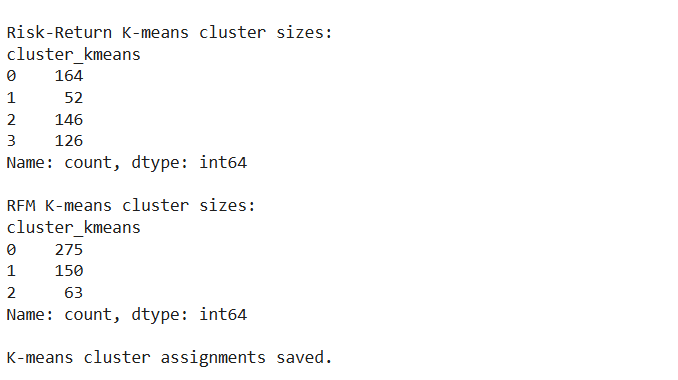 Risk-Return K-means cluster sizes:
cluster_kmeans
0    164
1     52
2    146
3    126
Name: count, dtype: int64

RFM K-means cluster sizes:
cluster_kmeans
0    275
1    150
2     63
Name: count, dtype: int64

K-means cluster assignments saved.